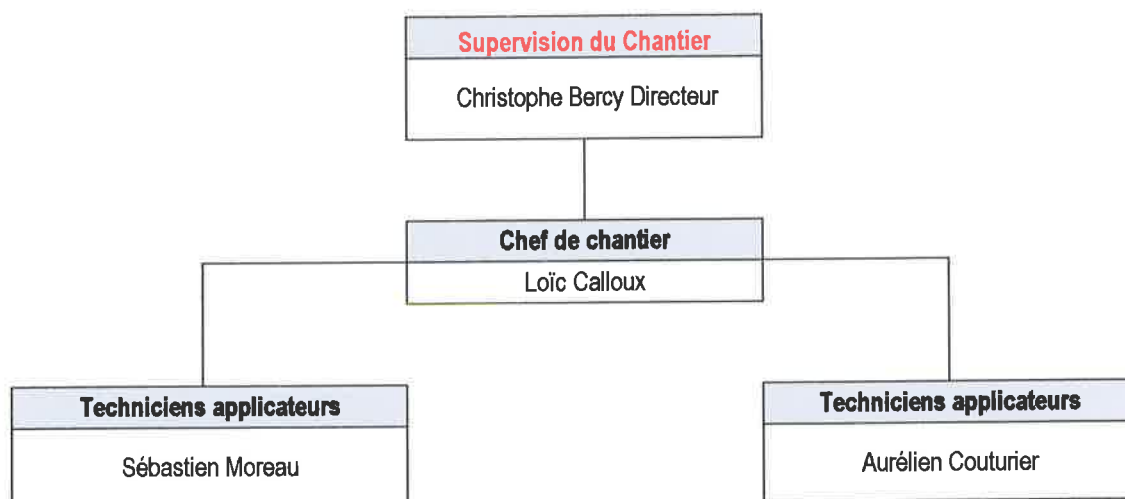 Supervision du Chantier
Christophe Bercy Directeur
Chef de chantier
Loïc Calloux
Techniciens applicateurs
Sébastien Moreau
Techniciens applicateurs
Aurélien Couturier